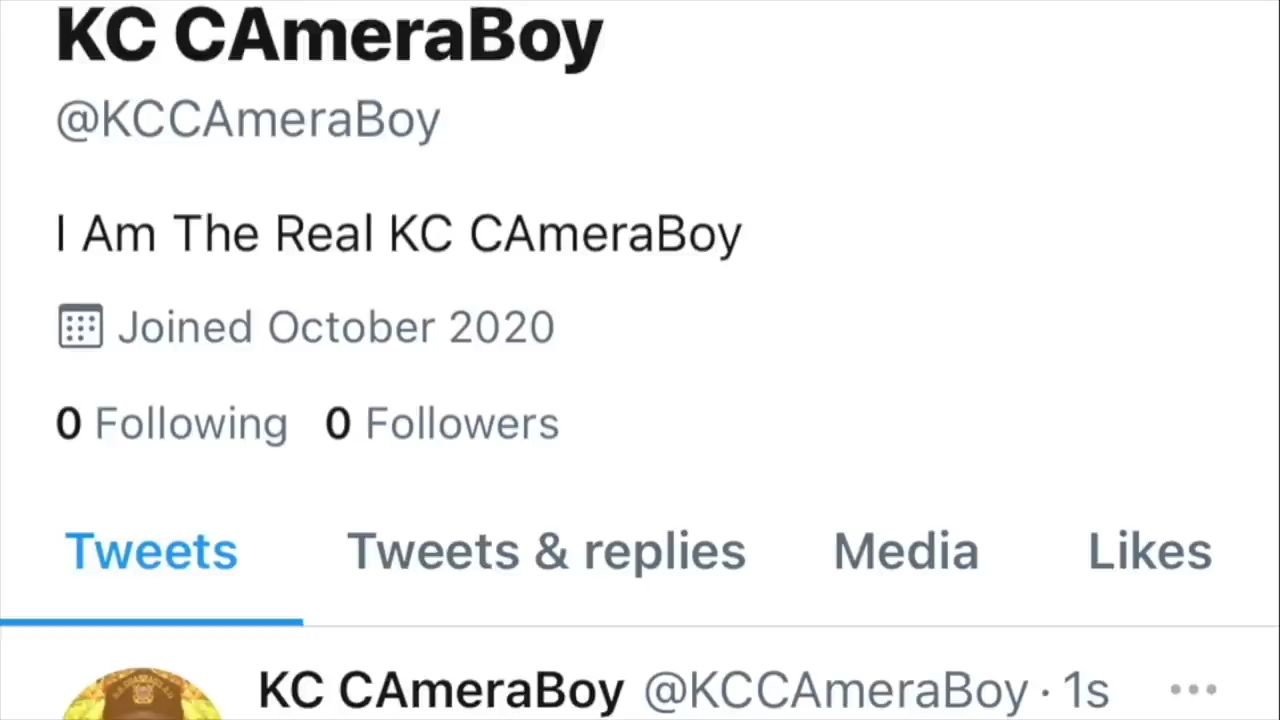 KC CAmeraBoy
@KCCAmeraBoy
I Am The Real KC CAmeraBoy
Joined October 2020
0 Following 0 Followers
Tweets Tweets & replies Media Likes
KC CAmeraBoy @KCCAmeraBoy · 1s